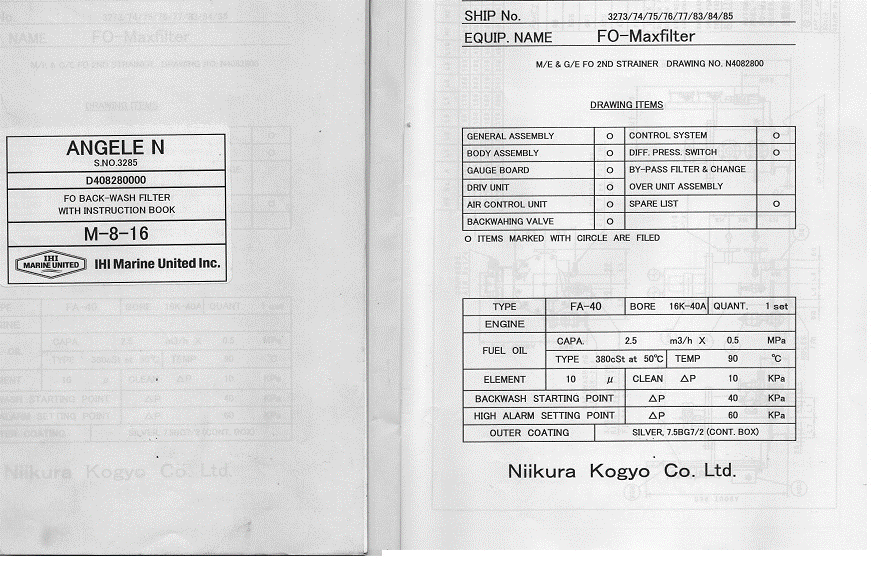 ANGELE N
S.NO.3285
D408280000
FO BACK-WASH FILTER
WITH INSTRUCTION BOOK
M-8-16
IHI
MARINE UNITED
IHI Marine United Inc.
SHIP No. 3273/74/75/76/77/83/84/85
EQUIP. NAME FO-Maxfilter
M/E & G/E FO 2ND STRAINER DRAWING NO. N4082800
DRAWING ITEMS
GENERAL ASSEMBLY O CONTROL SYSTEM O
BODY ASSEMBLY O DIFF. PRESS. SWITCH O
GAUGE BOARD O BY-PASS FILTER & CHANGE
DRIV UNIT O OVER UNIT ASSEMBLY
AIR CONTROL UNIT O SPARE LIST O
BACKWAHING VALVE O
O ITEMS MARKED WITH CIRCLE ARE FILED
TYPE FA-40 BORE 16K-40A QUANT. 1 set
ENGINE
FUEL OIL CAPA. 2.5 m3/h X 0.5 MPa
TYPE 380cSt at 50℃ TEMP 90 ℃
ELEMENT 10 μ CLEAN △P 10 KPa
BACKWASH STARTING POINT △P 40 KPa
HIGH ALARM SETTING POINT △P 60 KPa
OUTER COATING SILVER, 7.5BG7/2 (CONT. BOX)
Niikura Kogyo Co. Ltd.